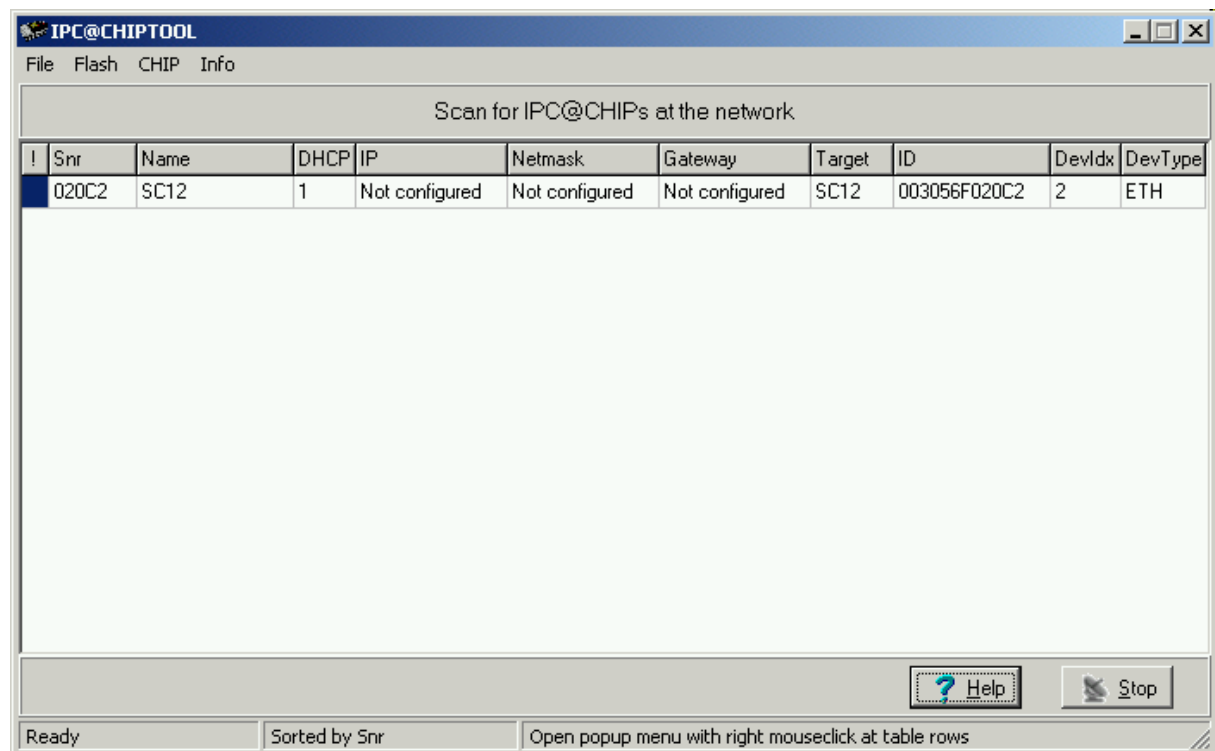 IPC@CHIPTOOL
File Flash CHIP Info
Scan for IPC@CHIPs at the network
! Snr Name DHCP IP Netmask Gateway Target ID DevIdx DevType
020C2 SC12 1 Not configured Not configured Not configured SC12 003056F020C2 2 ETH
? Help Stop
Ready Sorted by Snr Open popup menu with right mouseclick at table rows